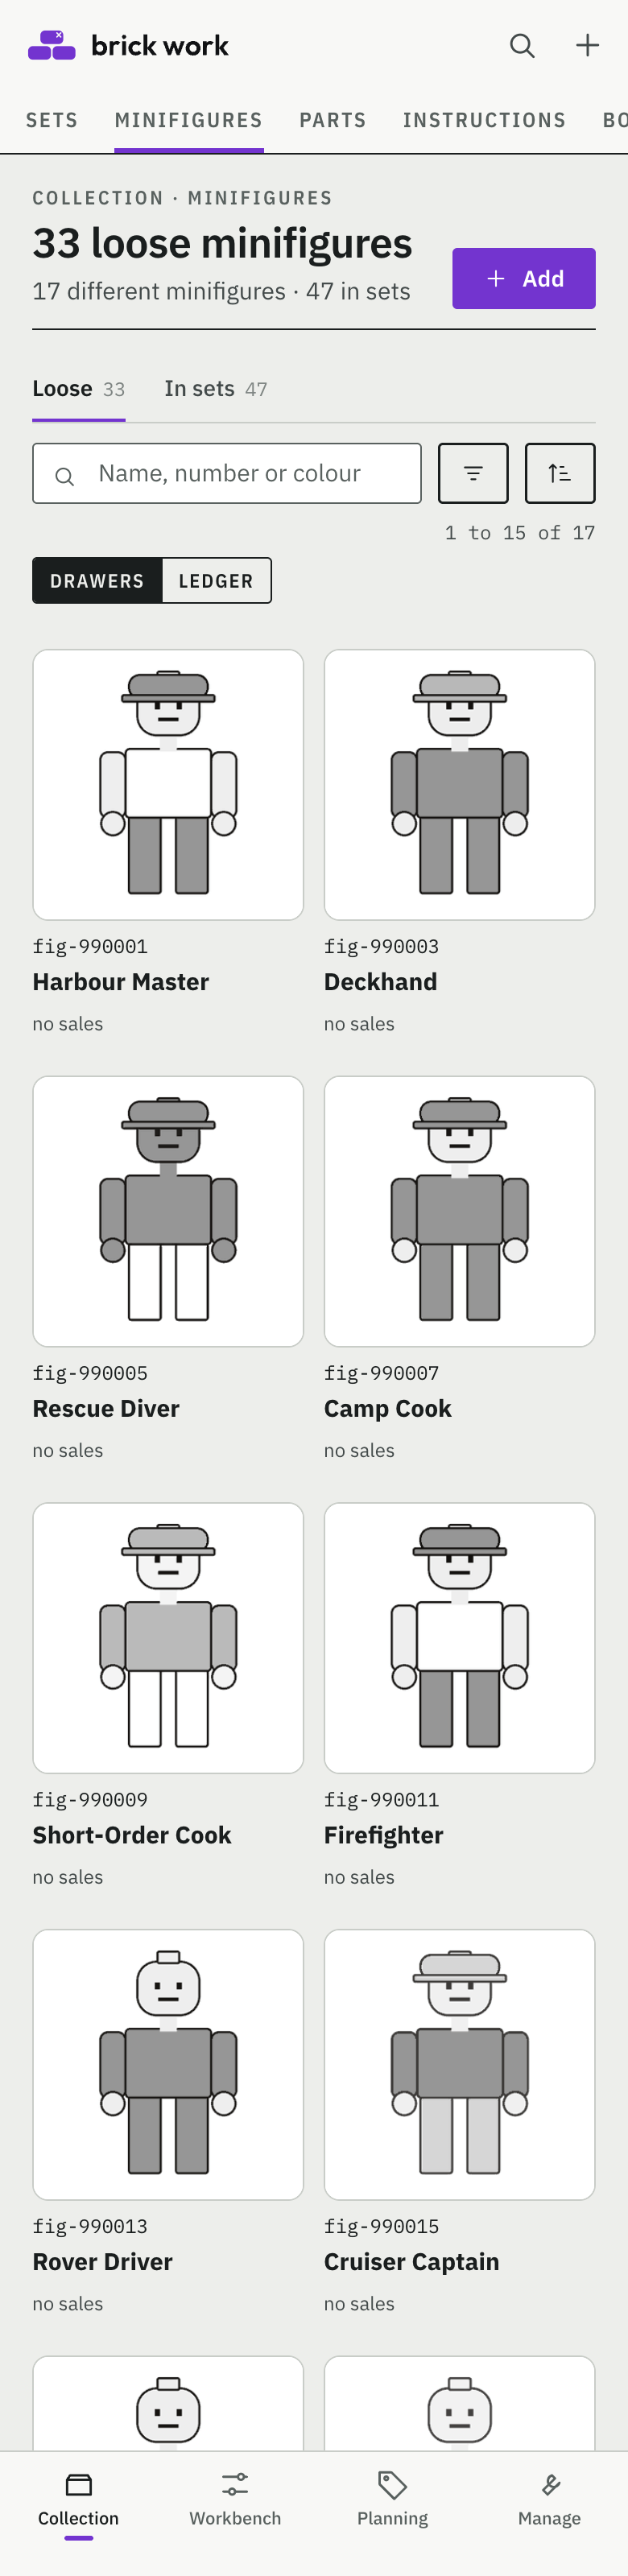 brick work
SETS MINIFIGURES PARTS INSTRUCTIONS BO
COLLECTION · MINIFIGURES
33 loose minifigures
17 different minifigures · 47 in sets
Add
Loose 33 In sets 47
Name, number or colour
1 to 15 of 17
DRAWERS LEDGER
fig-990001 fig-990003
Harbour Master Deckhand
no sales no sales
fig-990005 fig-990007
Rescue Diver Camp Cook
no sales no sales
fig-990009 fig-990011
Short-Order Cook Firefighter
no sales no sales
fig-990013 fig-990015
Rover Driver Cruiser Captain
no sales no sales
Collection Workbench Planning Manage